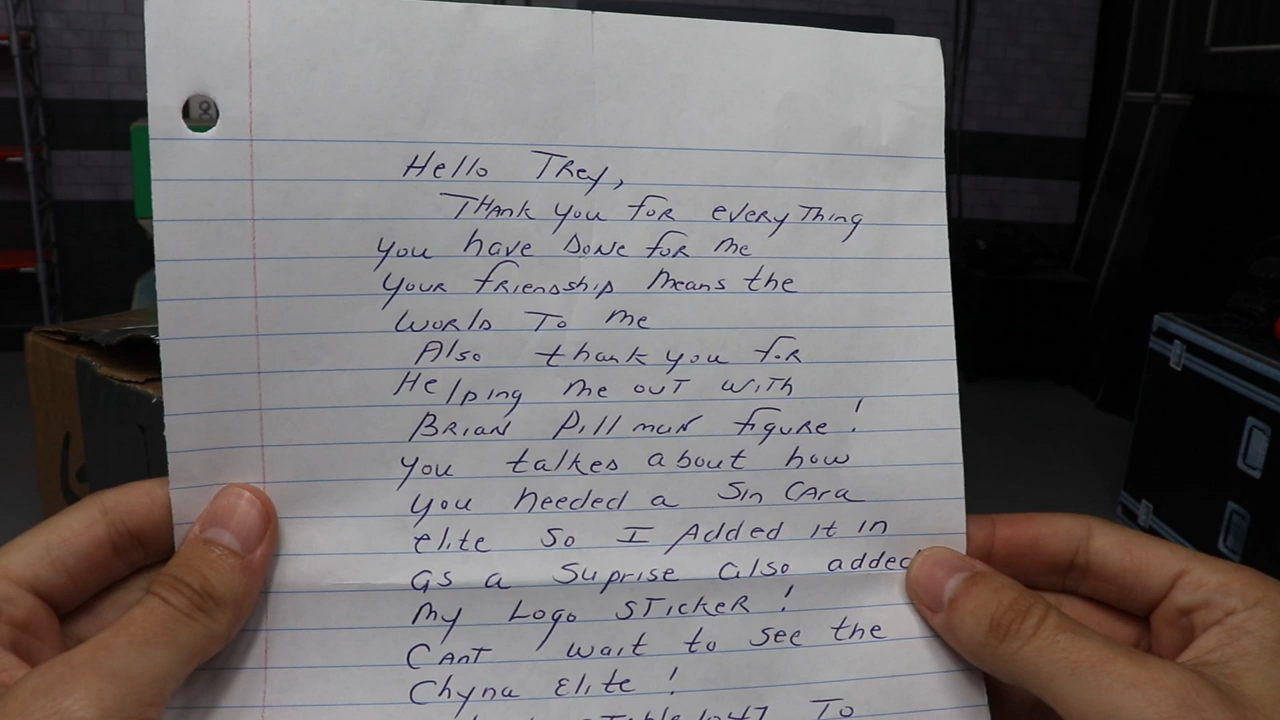 Hello Trey,
Thank you for everything
you have Done for me
your friendship means the
world To me
Also thank you for
Helping me out with
Brian Pillman figure!
you talked about how
you needed a Sin Cara
elite so I Added it in
as a Suprise also added
my Logo sticker!
Cant wait to see the
Chyna Elite!
To